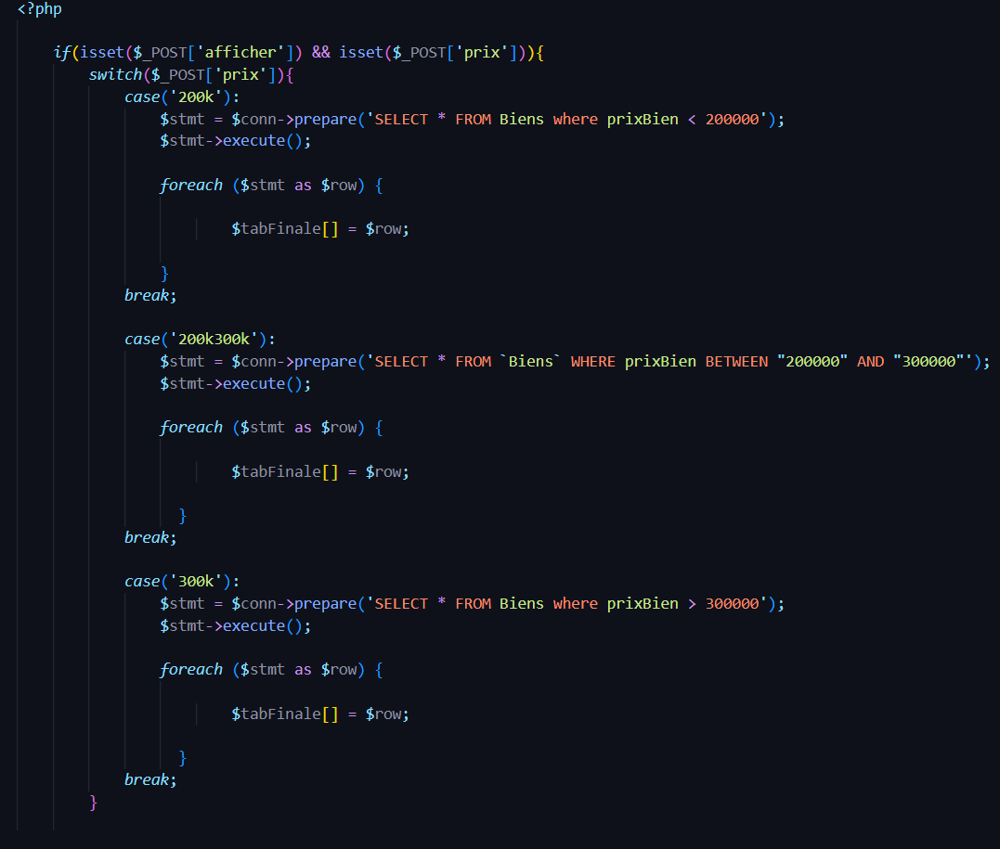 <?php
if(isset($_POST['afficher']) && isset($_POST['prix'])){
switch($_POST['prix']){
case('200k'):
$stmt = $conn->prepare('SELECT * FROM Biens where prixBien < 200000');
$stmt->execute();
foreach ($stmt as $row) {
$tabFinale[] = $row;
}
break;
case('200k300k'):
$stmt = $conn->prepare('SELECT * FROM `Biens` WHERE prixBien BETWEEN "200000" AND "300000"');
$stmt->execute();
foreach ($stmt as $row) {
$tabFinale[] = $row;
}
break;
case('300k'):
$stmt = $conn->prepare('SELECT * FROM Biens where prixBien > 300000');
$stmt->execute();
foreach ($stmt as $row) {
$tabFinale[] = $row;
}
break;
}